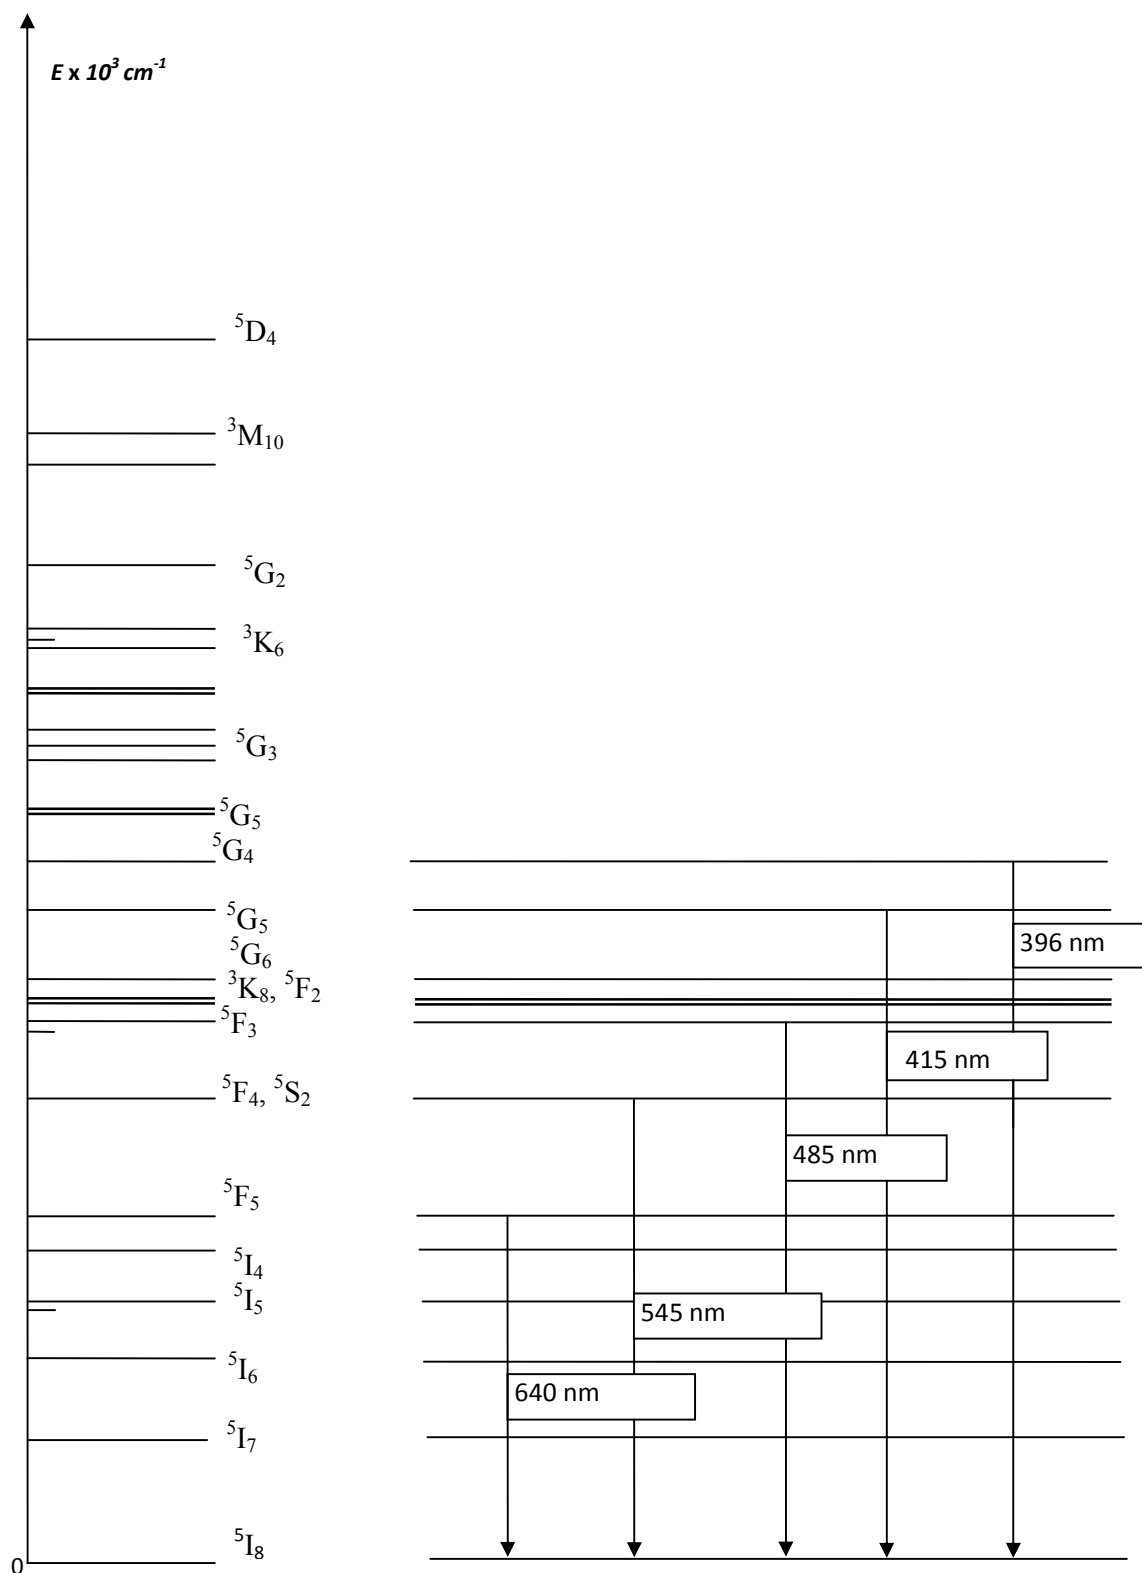 E x 10³ cm⁻¹
⁵D₄
³M₁₀
⁵G₂
³K₆
⁵G₃
⁵G₅
⁵G₄
⁵G₅
⁵G₆
396 nm
³K₈, ⁵F₂
⁵F₃
415 nm
⁵F₄, ⁵S₂
485 nm
⁵F₅
⁵I₄
⁵I₅
545 nm
⁵I₆
640 nm
⁵I₇
⁵I₈
0